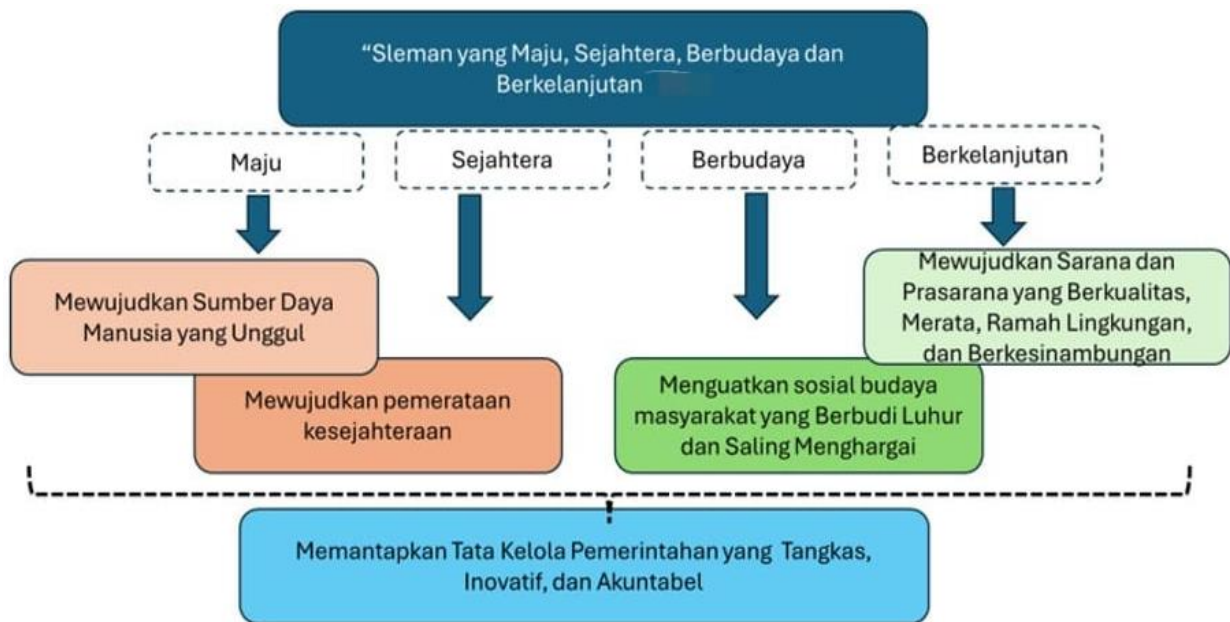 “Sleman yang Maju, Sejahtera, Berbudaya dan
Berkelanjutan
Maju
Sejahtera
Berbudaya
Berkelanjutan
Mewujudkan Sumber Daya
Manusia yang Unggul
Mewujudkan pemerataan
kesejahteraan
Menguatkan sosial budaya
masyarakat yang Berbudi Luhur
dan Saling Menghargai
Mewujudkan Sarana dan
Prasarana yang Berkualitas,
Merata, Ramah Lingkungan,
dan Berkesinambungan
Memantapkan Tata Kelola Pemerintahan yang Tangkas,
Inovatif, dan Akuntabel